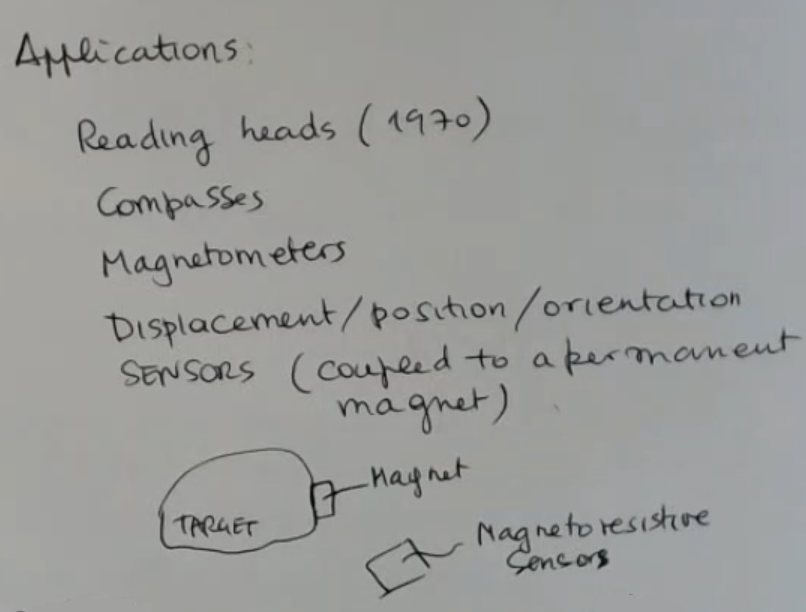 Applications:
Reading heads (1970)
Compasses
Magnetometers
Displacement/position/orientation
SENSORS (coupled to a permanent
magnet)
Magnet
TARGET
Magnetoresistive
Sensors